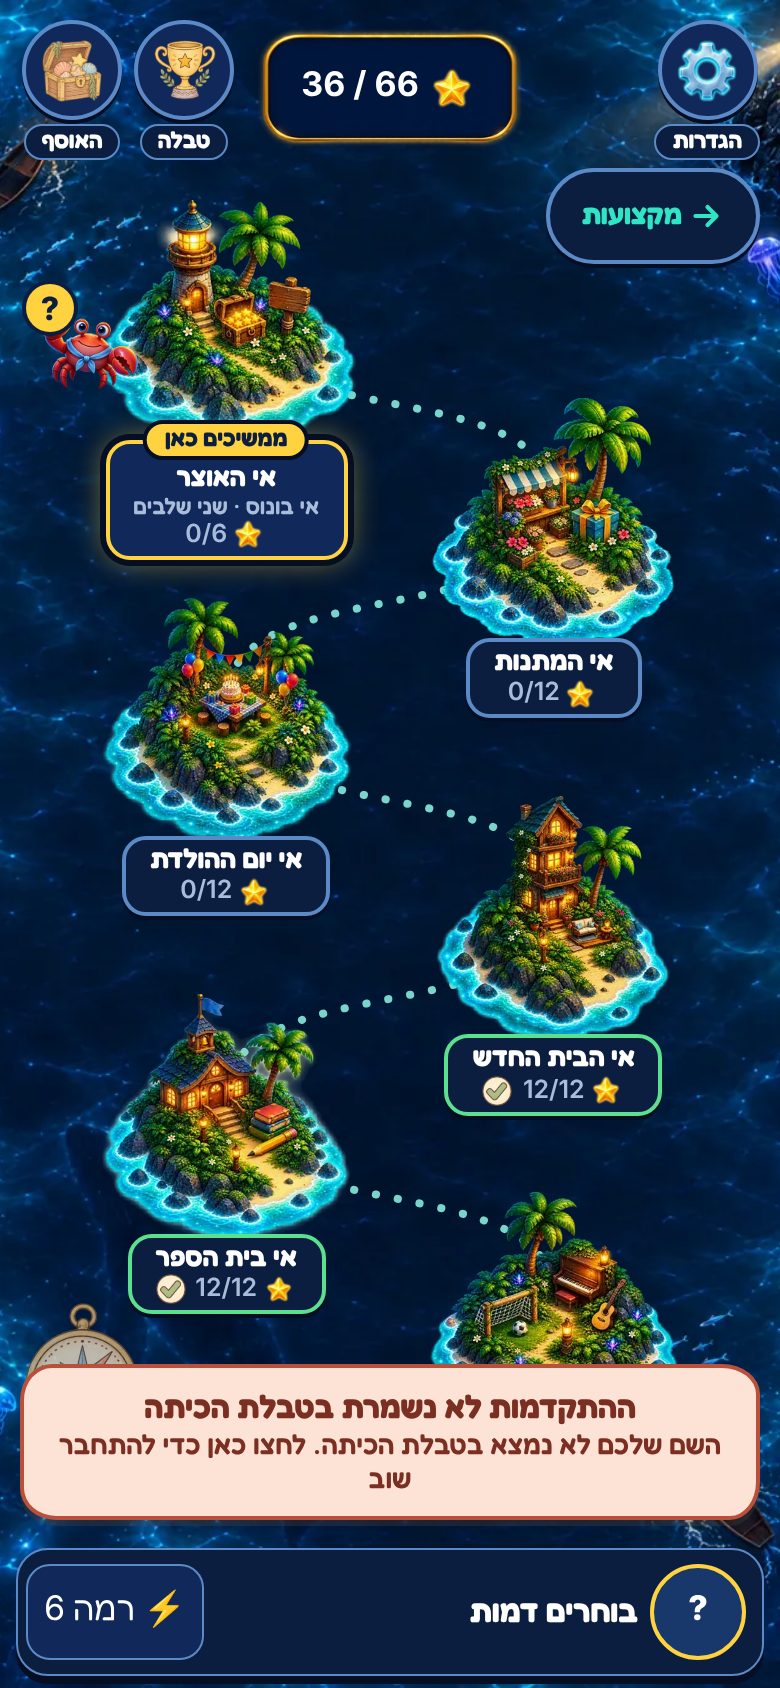 36 / 66
הגדרות
טבלה
האוסף
מקצועות →
?
ממשיכים כאן
אי האוצר
אי בונוס · שני שלבים
0/6
אי המתנות
0/12
אי יום ההולדת
0/12
אי הבית החדש
12/12
אי בית הספר
12/12
ההתקדמות לא נשמרת בטבלת הכיתה
השם שלכם לא נמצא בטבלת הכיתה. לחצו כאן כדי להתחבר
שוב
?
בוחרים דמות
רמה 6